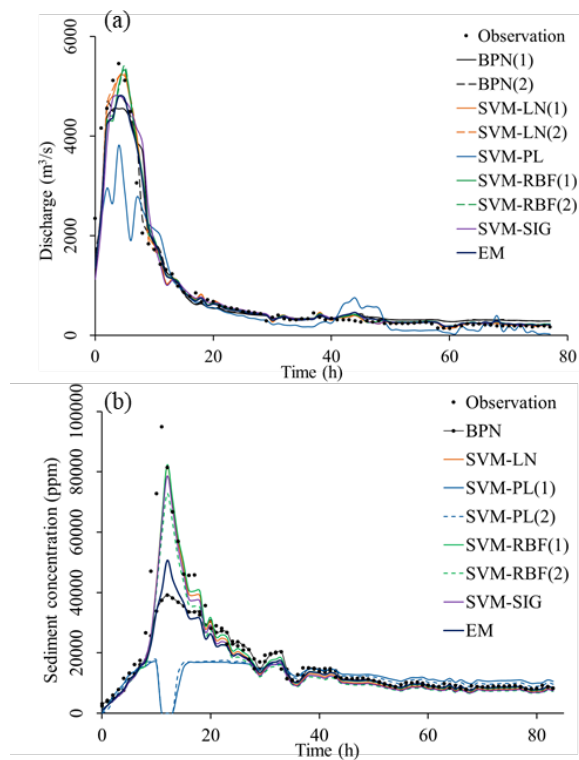 (a)
6000
4000
2000
0
Discharge (m³/s)
0
20
40
60
80
Time (h)
Observation
BPN(1)
BPN(2)
SVM-LN(1)
SVM-LN(2)
SVM-PL
SVM-RBF(1)
SVM-RBF(2)
SVM-SIG
EM
(b)
100000
80000
60000
40000
20000
0
Sediment concentration (ppm)
0
20
40
60
80
Time (h)
Observation
BPN
SVM-LN
SVM-PL(1)
SVM-PL(2)
SVM-RBF(1)
SVM-RBF(2)
SVM-SIG
EM